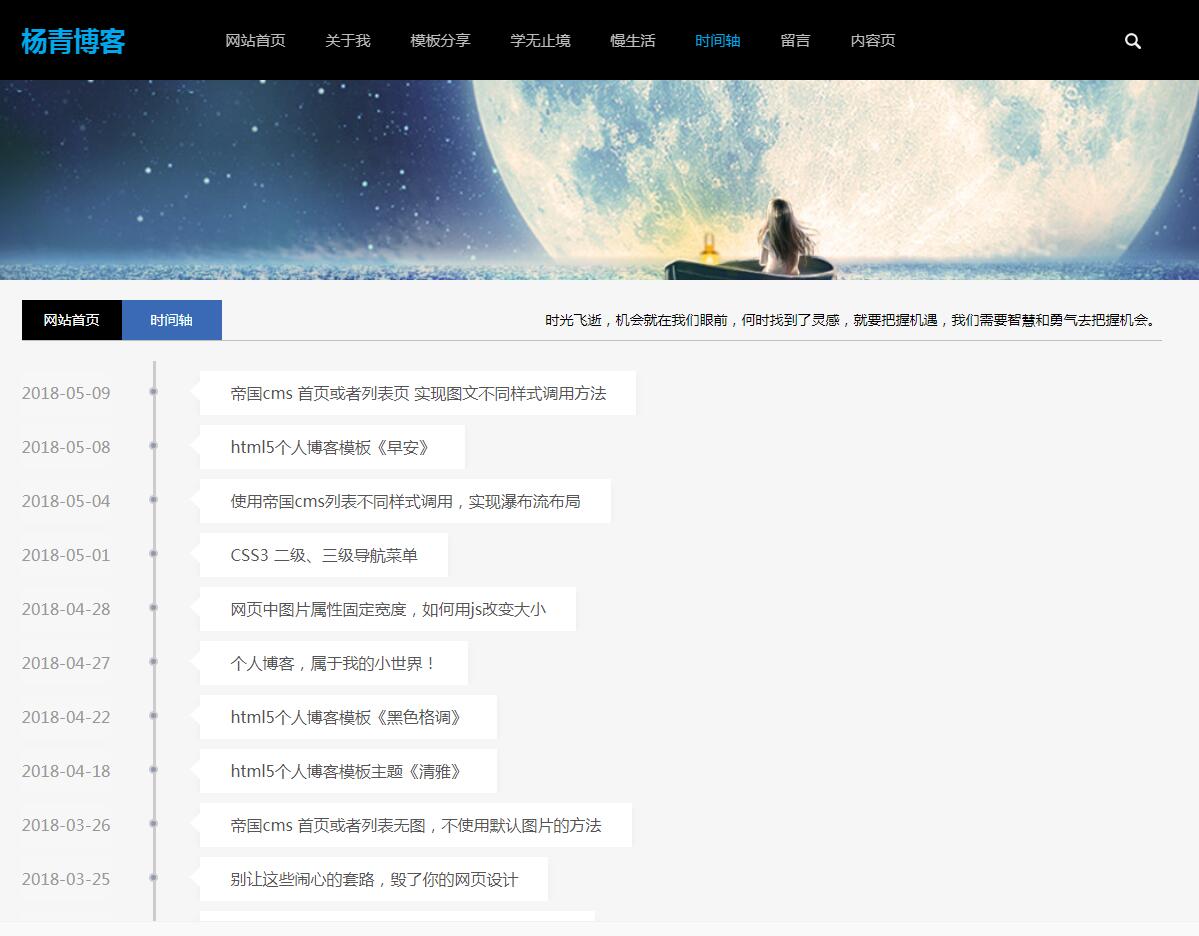 杨青博客 网站首页 关于我 模板分享 学无止境 慢生活 时间轴 留言 内容页
网站首页 时间轴 时光飞逝，机会就在我们眼前，何时找到了灵感，就要把握机遇，我们需要智慧和勇气去把握机会。
2018-05-09 帝国cms 首页或者列表页 实现图文不同样式调用方法
2018-05-08 html5个人博客模板《早安》
2018-05-04 使用帝国cms列表不同样式调用，实现瀑布流布局
2018-05-01 CSS3 二级、三级导航菜单
2018-04-28 网页中图片属性固定宽度，如何用js改变大小
2018-04-27 个人博客，属于我的小世界！
2018-04-22 html5个人博客模板《黑色格调》
2018-04-18 html5个人博客模板主题《清雅》
2018-03-26 帝国cms 首页或者列表无图，不使用默认图片的方法
2018-03-25 别让这些闹心的套路，毁了你的网页设计